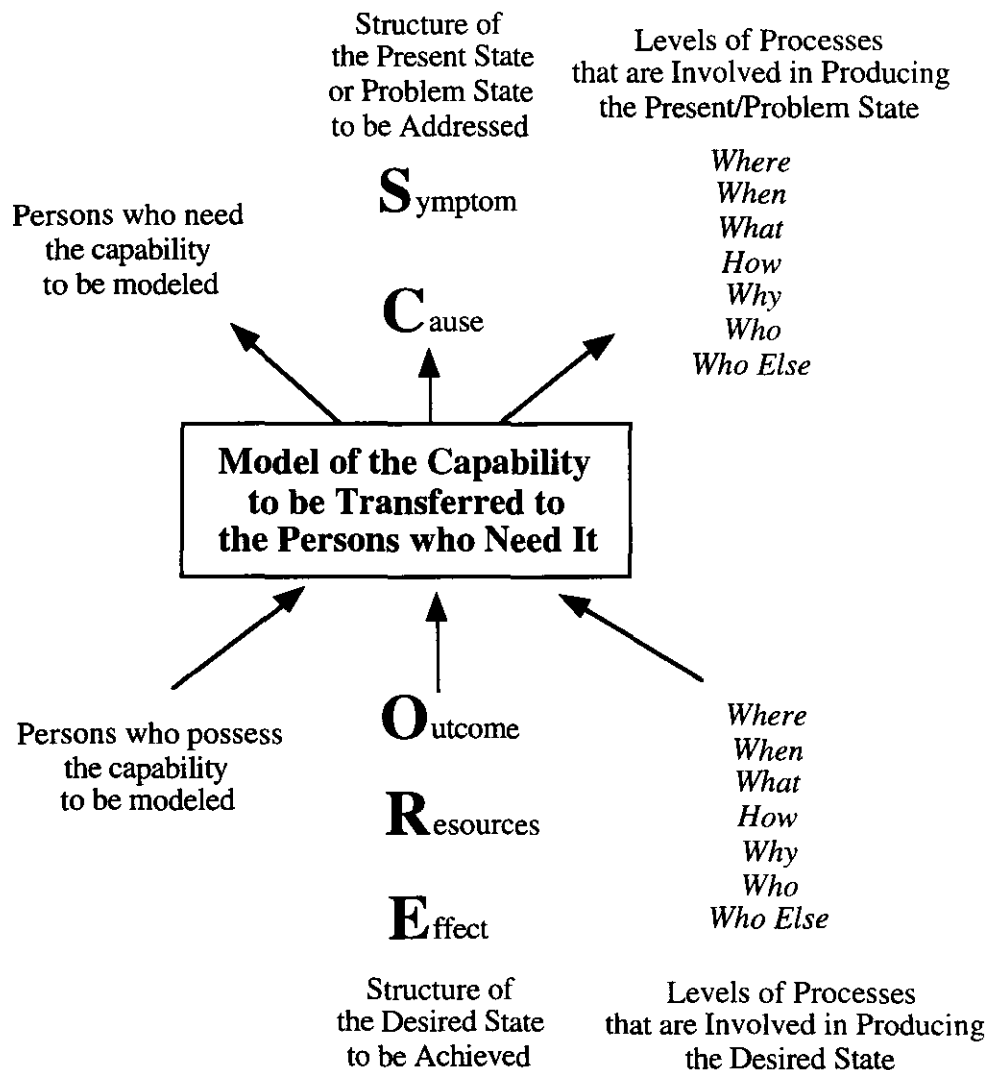 Structure of
the Present State
or Problem State
to be Addressed
Levels of Processes
that are Involved in Producing
the Present/Problem State
Persons who need
the capability
to be modeled
Symptom
Cause
Where
When
What
How
Why
Who
Who Else
Model of the Capability
to be Transferred to
the Persons who Need It
Persons who possess
the capability
to be modeled
Outcome
Resources
Effect
Where
When
What
How
Why
Who
Who Else
Structure of
the Desired State
to be Achieved
Levels of Processes
that are Involved in Producing
the Desired State